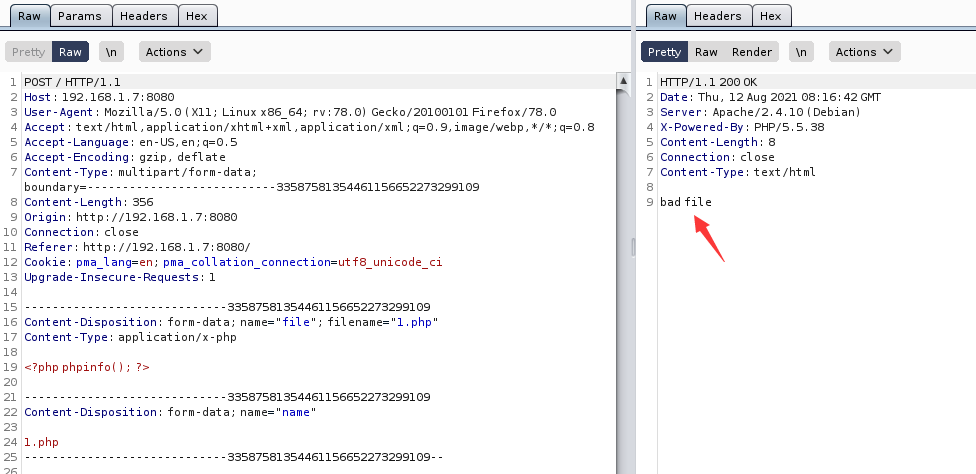 Raw Params Headers Hex
Pretty Raw \n Actions
1 POST / HTTP/1.1
2 Host: 192.168.1.7:8080
3 User-Agent: Mozilla/5.0 (X11; Linux x86_64; rv:78.0) Gecko/20100101 Firefox/78.0
4 Accept: text/html,application/xhtml+xml,application/xml;q=0.9,image/webp,*/*;q=0.8
5 Accept-Language: en-US,en;q=0.5
6 Accept-Encoding: gzip, deflate
7 Content-Type: multipart/form-data;
boundary=---------------------------33587581354461156652273299109
8 Content-Length: 356
9 Origin: http://192.168.1.7:8080
10 Connection: close
11 Referer: http://192.168.1.7:8080/
12 Cookie: pma_lang=en; pma_collation_connection=utf8_unicode_ci
13 Upgrade-Insecure-Requests: 1
14
15 -----------------------------33587581354461156652273299109
16 Content-Disposition: form-data; name="file"; filename="1.php"
17 Content-Type: application/x-php
18
19 <?php phpinfo(); ?>
20
21 -----------------------------33587581354461156652273299109
22 Content-Disposition: form-data; name="name"
23
24 1.php
25 -----------------------------33587581354461156652273299109--
26
Raw Headers Hex
Pretty Raw Render \n Actions
1 HTTP/1.1 200 OK
2 Date: Thu, 12 Aug 2021 08:16:42 GMT
3 Server: Apache/2.4.10 (Debian)
4 X-Powered-By: PHP/5.5.38
5 Content-Length: 8
6 Connection: close
7 Content-Type: text/html
8
9 bad file